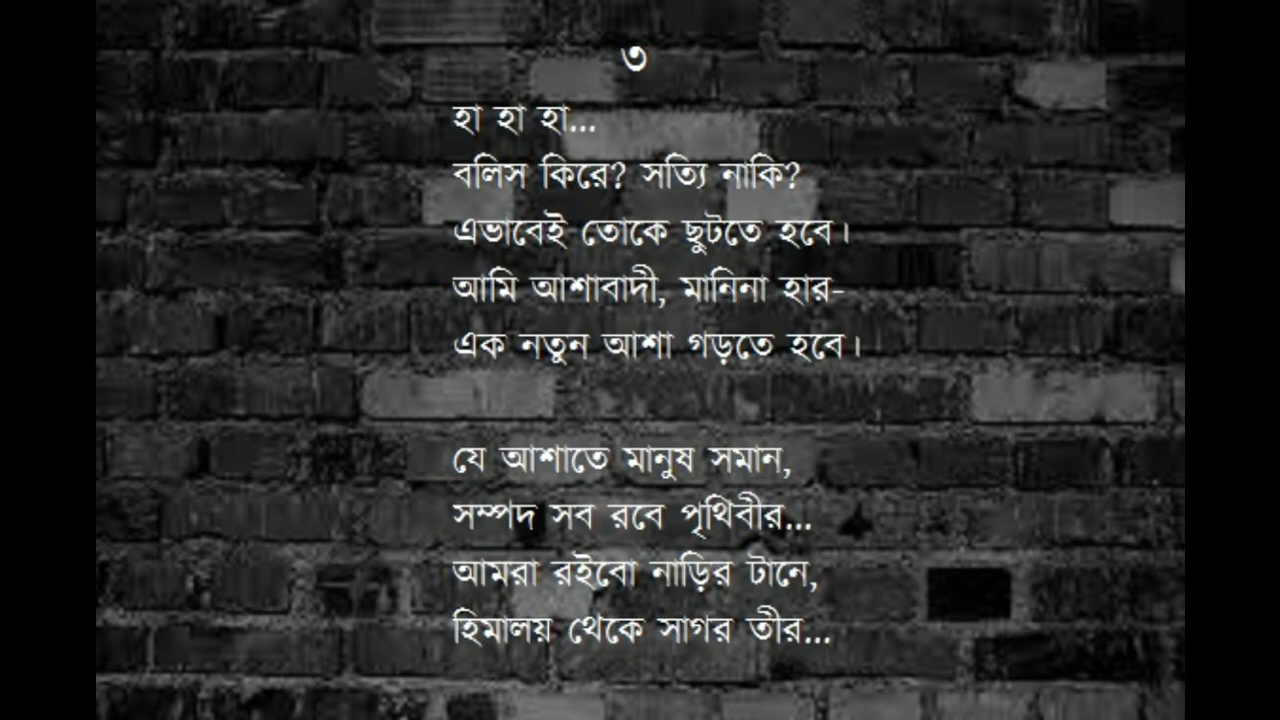 ৩
হা হা হা...
বলিস কিরে? সত্যি নাকি?
এভাবেই তোকে ছুটতে হবে।
আমি আশাবাদী, মানিনা হার-
এক নতুন আশা গড়তে হবে।
যে আশাতে মানুষ সমান,
সম্পদ সব রবে পৃথিবীর...
আমরা রইবো নাড়ির টানে,
হিমালয় থেকে সাগর তীর...